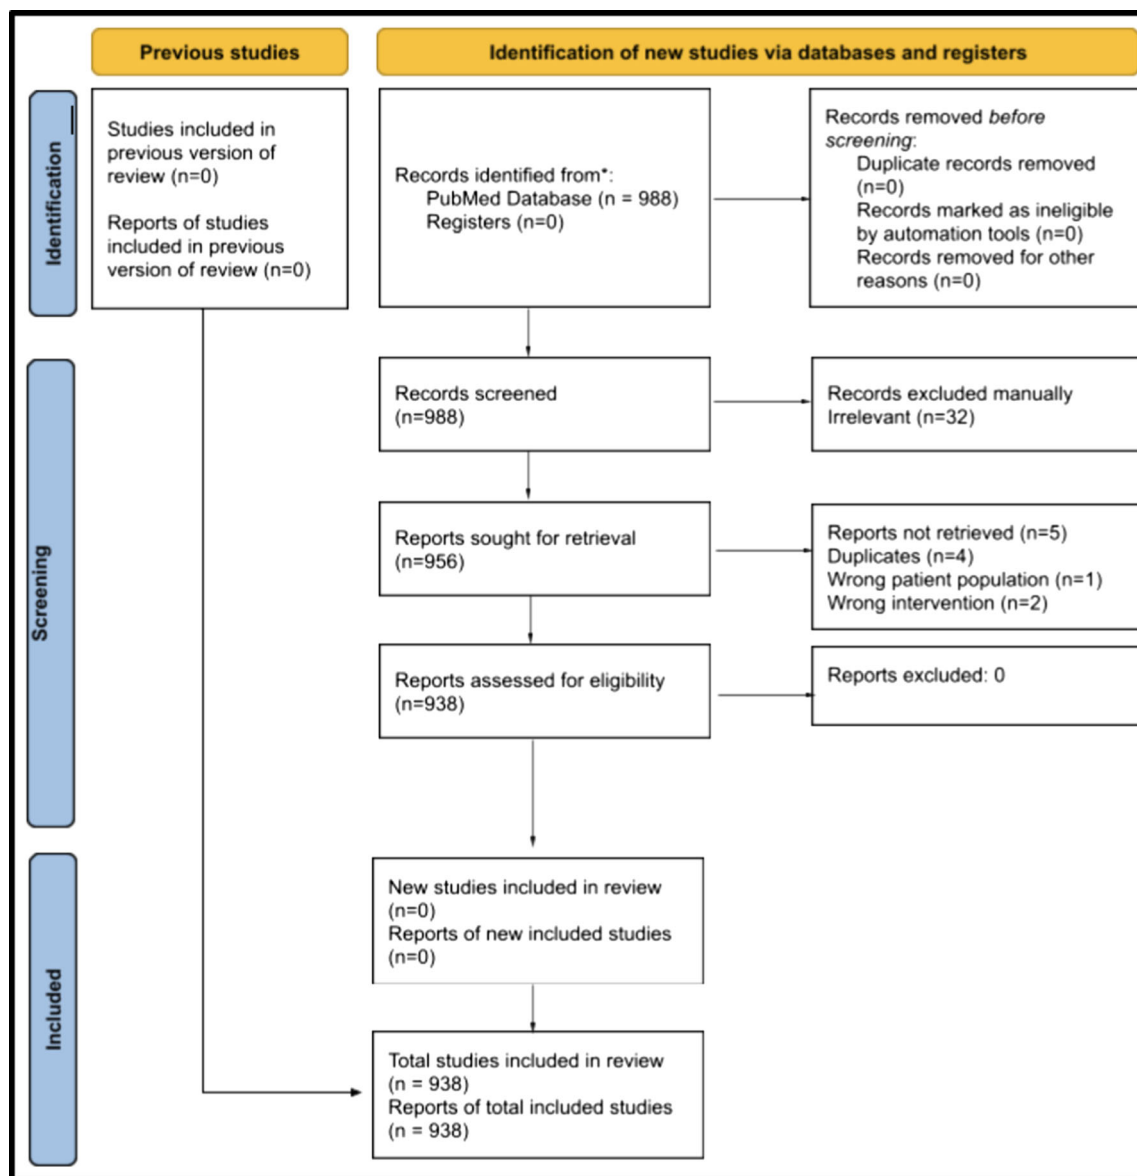 Previous studies
Identification of new studies via databases and registers
Identification
Studies included in
previous version of
review (n=0)
Reports of studies
included in previous
version of review (n=0)
Records identified from*:
PubMed Database (n = 988)
Registers (n=0)
Records removed before
screening:
Duplicate records removed
(n=0)
Records marked as ineligible
by automation tools (n=0)
Records removed for other
reasons (n=0)
Screening
Records screened
(n=988)
Records excluded manually
Irrelevant (n=32)
Reports sought for retrieval
(n=956)
Reports not retrieved (n=5)
Duplicates (n=4)
Wrong patient population (n=1)
Wrong intervention (n=2)
Reports assessed for eligibility
(n=938)
Reports excluded: 0
Included
New studies included in review
(n=0)
Reports of new included studies
(n=0)
Total studies included in review
(n = 938)
Reports of total included studies
(n = 938)